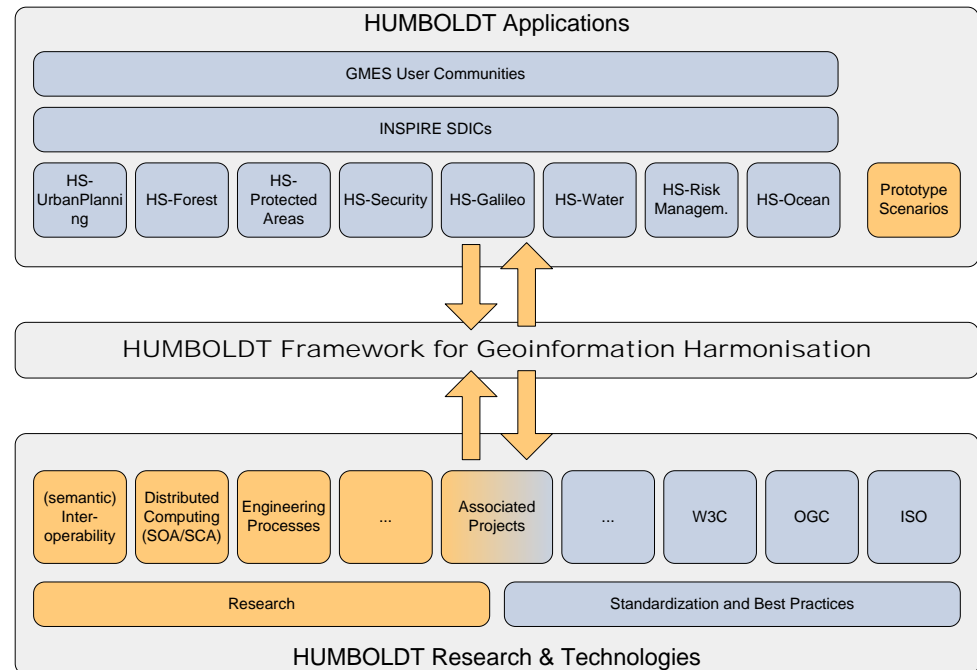 HUMBOLDT Applications
GMES User Communities
INSPIRE SDICs
HS-
UrbanPlanni
ng
HS-Forest
HS-
Protected
Areas
HS-Security
HS-Galileo
HS-Water
HS-Risk
Managem.
HS-Ocean
Prototype
Scenarios
HUMBOLDT Framework for Geoinformation Harmonisation
(semantic)
Inter-
operability
Distributed
Computing
(SOA/SCA)
Engineering
Processes
...
Associated
Projects
...
W3C
OGC
ISO
Research
Standardization and Best Practices
HUMBOLDT Research & Technologies